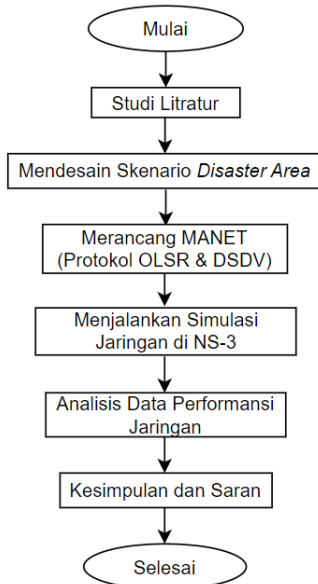 Mulai
Studi Litratur
Mendesain Skenario Disaster Area
Merancang MANET
(Protokol OLSR & DSDV)
Menjalankan Simulasi
Jaringan di NS-3
Analisis Data Performansi
Jaringan
Kesimpulan dan Saran
Selesai